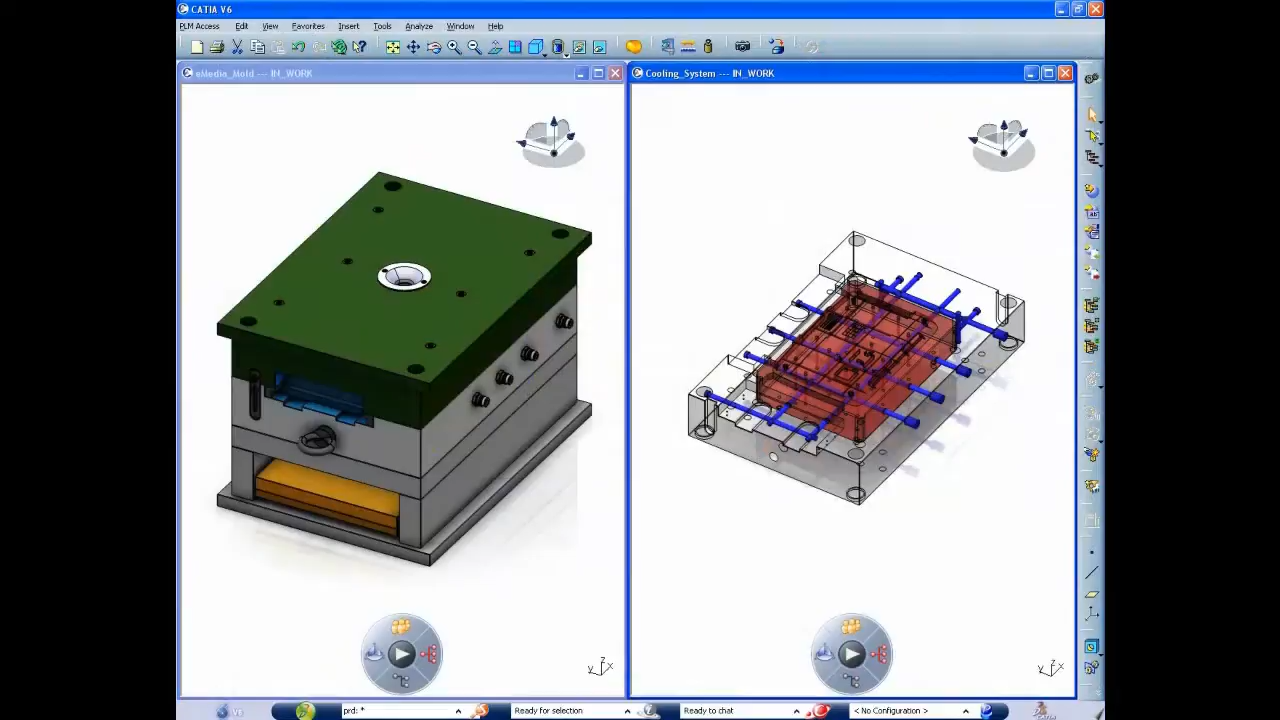 CATIA V6
PLM Access Edit View Favorites Insert Tools Analyze Window Help
eMedia_Mold --- IN_WORK
Cooling_System --- IN_WORK
y z x
y z x
prd: * Ready for selection Ready to chat < No Configuration >